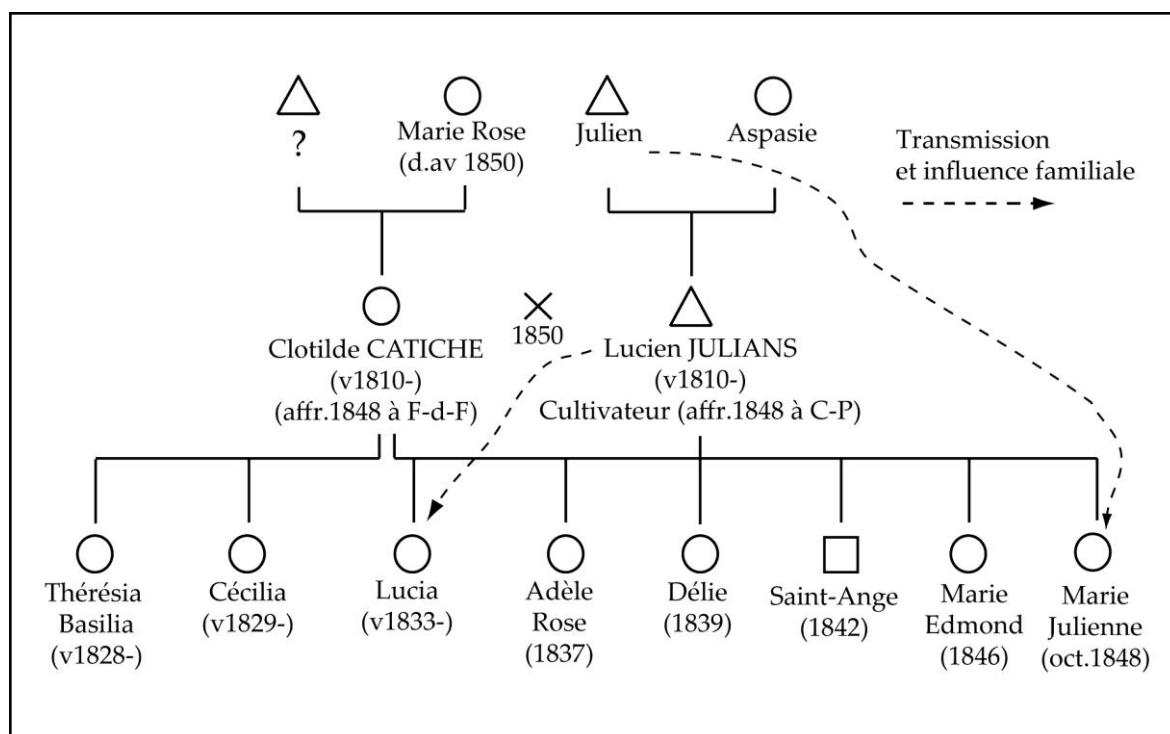 ?
Marie Rose
(d.av 1850)
Julien
Aspasie
Transmission
et influence familiale
Clotilde CATICHE
(v1810-)
(affr.1848 à F-d-F)
1850
Lucien JULIANS
(v1810-)
Cultivateur (affr.1848 à C-P)
Thérésia
Basilia
(v1828-)
Cécilia
(v1829-)
Lucia
(v1833-)
Adèle
Rose
(1837)
Délie
(1839)
Saint-Ange
(1842)
Marie
Edmond
(1846)
Marie
Julienne
(oct.1848)